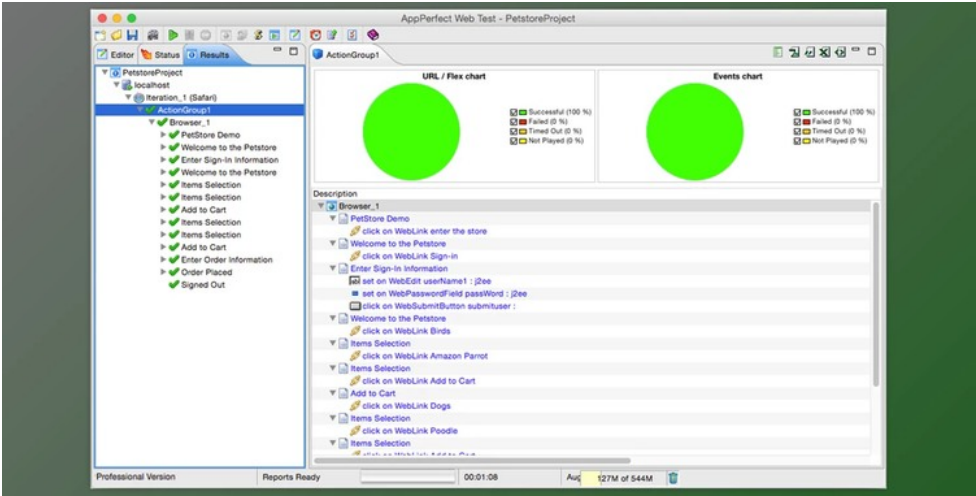 AppPerfect Web Test - PetstoreProject
Editor Status Results
ActionGroup1
PetstoreProject
localhost
Iteration_1 (Safari)
ActionGroup1
Browser_1
PetStore Demo
Welcome to the Petstore
Enter Sign-In Information
Welcome to the Petstore
Items Selection
Items Selection
Add to Cart
Items Selection
Items Selection
Add to Cart
Enter Order Information
Order Placed
Signed Out
URL / Flex chart
Successful (100 %)
Failed (0 %)
Timed Out (0 %)
Not Played (0 %)
Events chart
Successful (100 %)
Failed (0 %)
Timed Out (0 %)
Not Played (0 %)
Description
Browser_1
PetStore Demo
click on WebLink enter the store
Welcome to the Petstore
click on WebLink Sign-in
Enter Sign-In Information
set on WebEdit userName1 : j2ee
set on WebPasswordField passWord : j2ee
click on WebSubmitButton submituser :
Welcome to the Petstore
click on WebLink Birds
Items Selection
click on WebLink Amazon Parrot
Items Selection
click on WebLink Add to Cart
Add to Cart
click on WebLink Dogs
Items Selection
click on WebLink Poodle
Items Selection
click on WebLink Add to Cart
Professional Version Reports Ready 00:01:08 Aug 127M of 544M